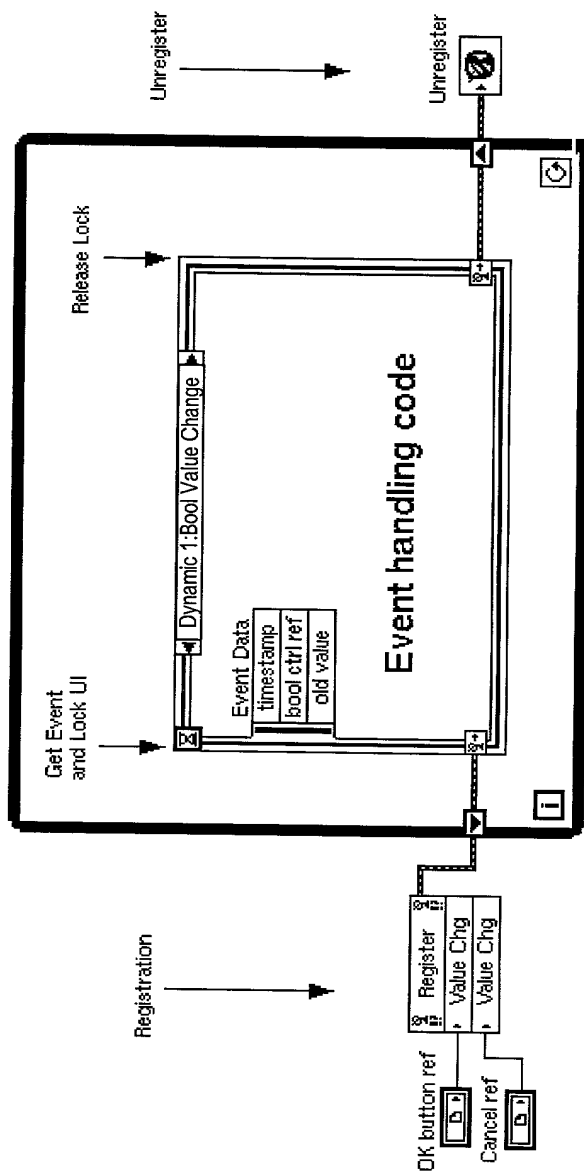 Registration
Get Event
and Lock UI
Release Lock
Unregister
Dynamic 1:Bool Value Change
Event Data
timestamp
bool ctrl ref
old value
Event handling code
Register
Value Chg
Value Chg
OK button ref
Cancel ref
i
Unregister